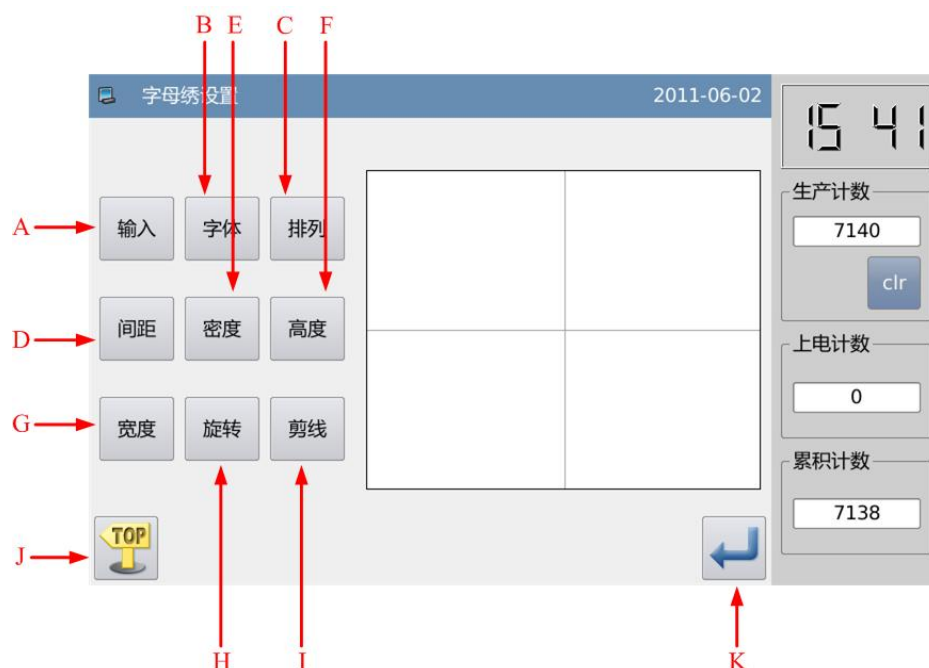 B E C F
字母绣设置 2011-06-02
15 41
生产计数
A 输入 字体 排列
7140
clr
D 间距 密度 高度
上电计数
0
G 宽度 旋转 剪线
累积计数
7138
J TOP
H I K